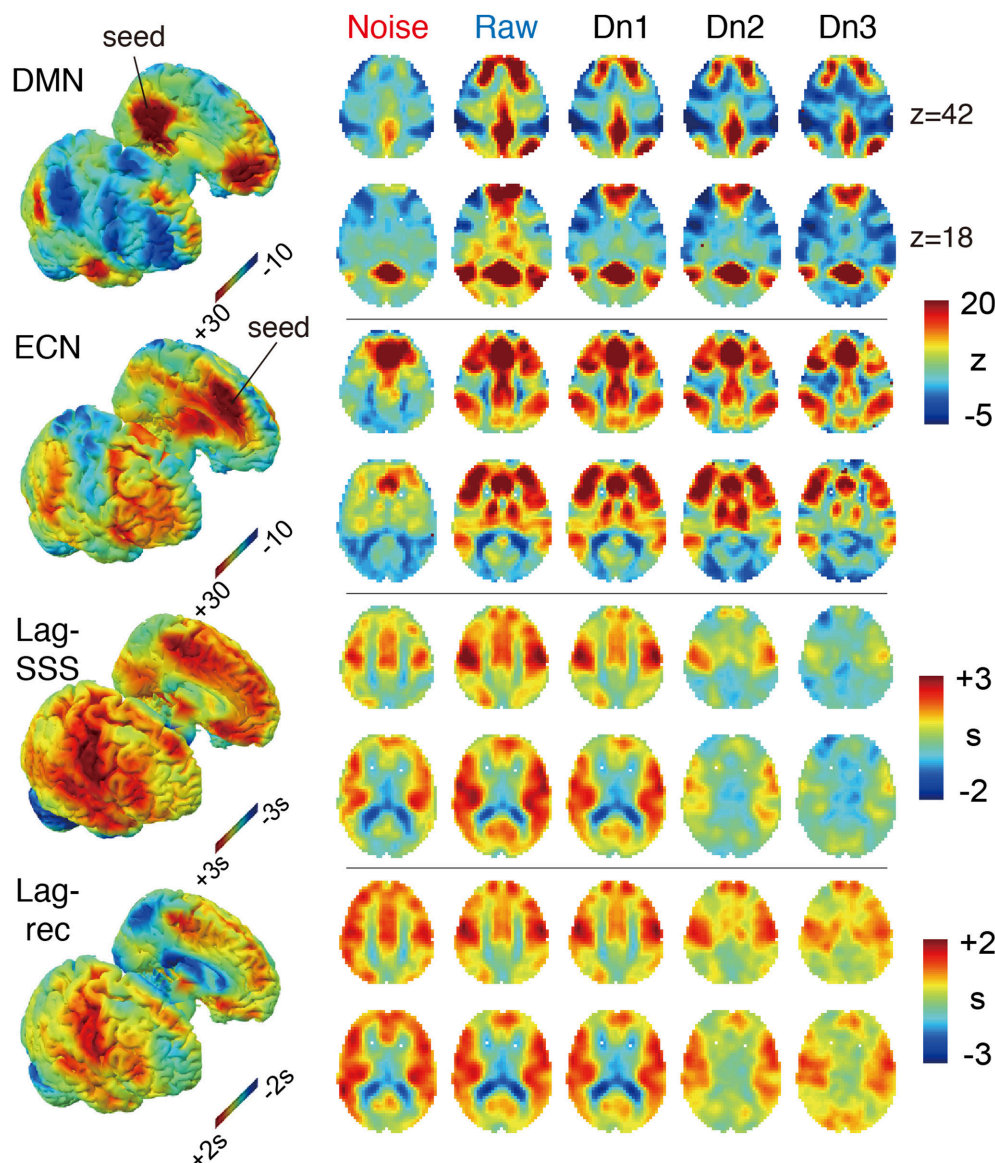 Noise Raw Dn1 Dn2 Dn3
seed
DMN
z=42
z=18
-10
+30
seed
ECN
20
z
-5
-10
+30
Lag-
SSS
+3
s
-2
-3s
+3s
Lag-
rec
+2
s
-3
-2s
+2s